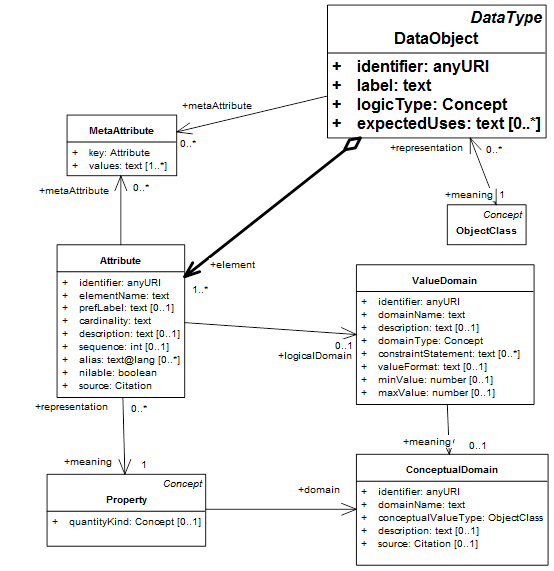 DataType
DataObject
+ identifier: anyURI
+ label: text
+ logicType: Concept
+ expectedUses: text [0..*]
+metaAttribute
0..*
MetaAttribute
+ key: Attribute
+ values: text [1..*]
+representation
0..*
+metaAttribute
0..*
+meaning
1
Concept
ObjectClass
Attribute
+ identifier: anyURI
+ elementName: text
+ prefLabel: text [0..1]
+ cardinality: text
+ description: text [0..1]
+ sequence: int [0..1]
+ alias: text@lang [0..*]
+ nilable: boolean
+ source: Citation
+element
1..*
ValueDomain
+ identifier: anyURI
+ domainName: text
+ description: text [0..1]
+ domainType: Concept
+ constraintStatement: text [0..*]
+ valueFormat: text [0..1]
+ minValue: number [0..1]
+ maxValue: number [0..1]
0..1
+logicalDomain
+representation
0..*
+meaning
0..1
+meaning
1
Concept
Property
+ quantityKind: Concept [0..1]
+domain
ConceptualDomain
+ identifier: anyURI
+ domainName: text
+ conceptualValueType: ObjectClass
+ description: text [0..1]
+ source: Citation [0..1]